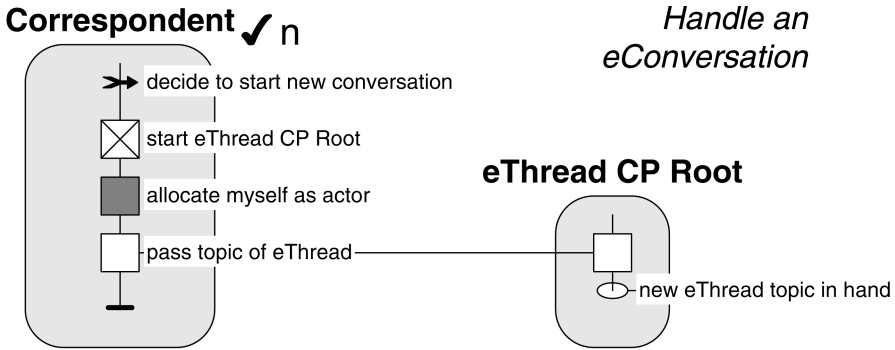 Correspondent
✔n
Handle an
eConversation
decide to start new conversation
start eThread CP Root
allocate myself as actor
pass topic of eThread
eThread CP Root
new eThread topic in hand